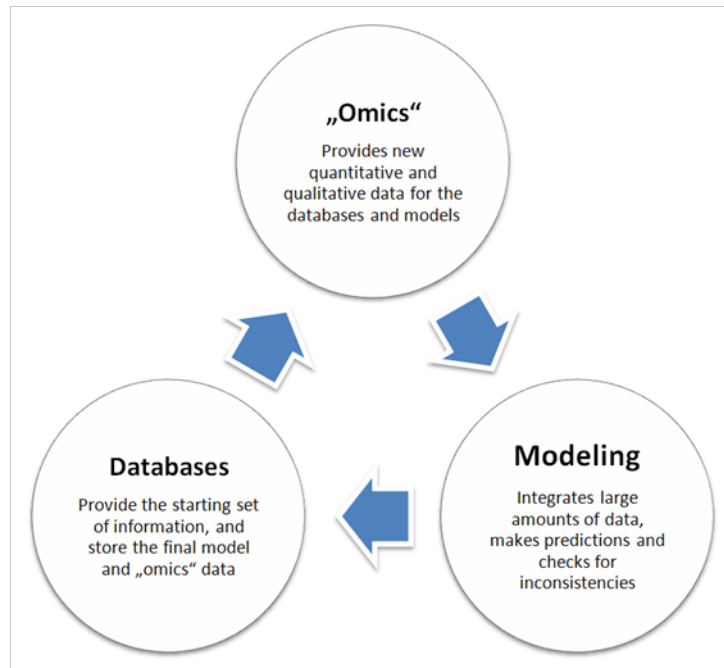 „Omics“
Provides new
quantitative and
qualitative data for the
databases and models
Databases
Provide the starting set
of information, and
store the final model
and „omics“ data
Modeling
Integrates large
amounts of data,
makes predictions and
checks for
inconsistencies